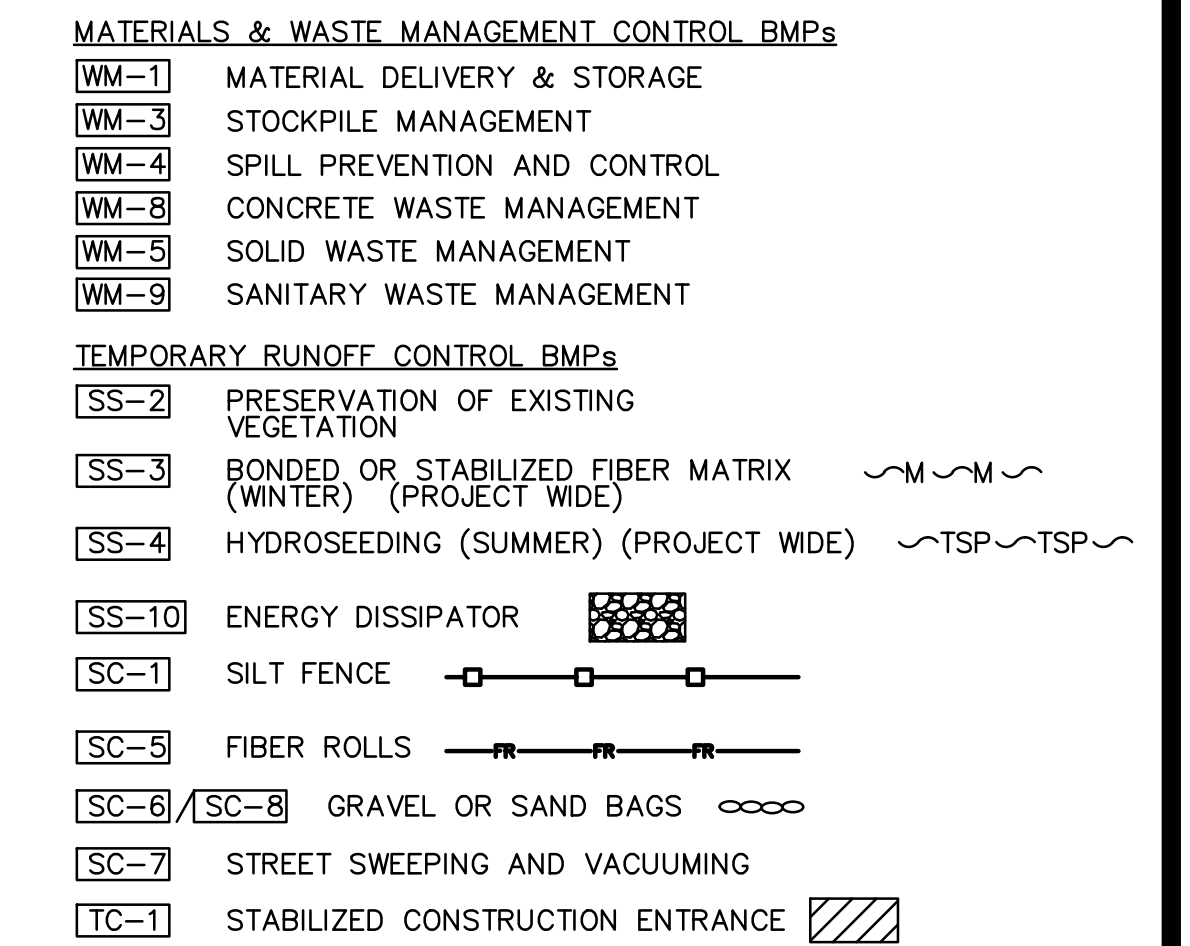 MATERIALS & WASTE MANAGEMENT CONTROL BMPs
WM-1 MATERIAL DELIVERY & STORAGE
WM-3 STOCKPILE MANAGEMENT
WM-4 SPILL PREVENTION AND CONTROL
WM-8 CONCRETE WASTE MANAGEMENT
WM-5 SOLID WASTE MANAGEMENT
WM-9 SANITARY WASTE MANAGEMENT
TEMPORARY RUNOFF CONTROL BMPs
SS-2 PRESERVATION OF EXISTING
VEGETATION
SS-3 BONDED OR STABILIZED FIBER MATRIX M M
(WINTER) (PROJECT WIDE)
SS-4 HYDROSEEDING (SUMMER) (PROJECT WIDE) TSP TSP
SS-10 ENERGY DISSIPATOR
SC-1 SILT FENCE
SC-5 FIBER ROLLS FR FR FR
SC-6/SC-8 GRAVEL OR SAND BAGS
SC-7 STREET SWEEPING AND VACUUMING
TC-1 STABILIZED CONSTRUCTION ENTRANCE